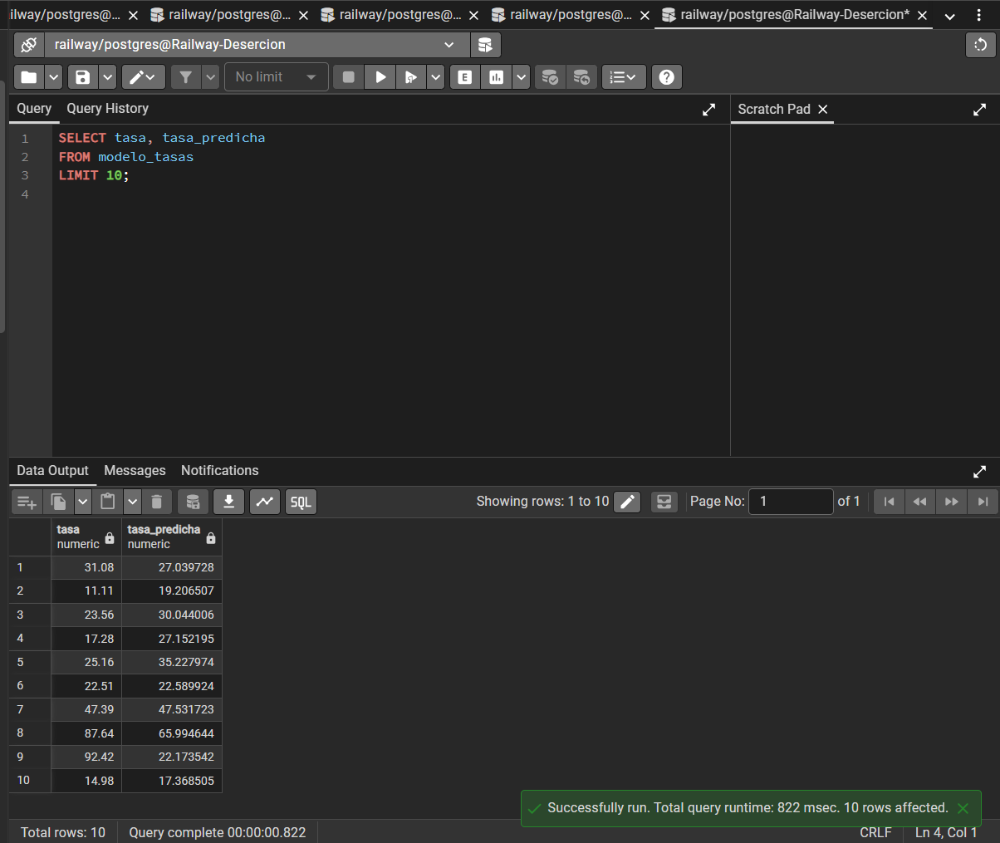 ilway/postgres@... railway/postgres@... railway/postgres@... railway/postgres@... railway/postgres@Railway-Desercion*
railway/postgres@Railway-Desercion
No limit E
Query Query History Scratch Pad
1 SELECT tasa, tasa_predicha
2 FROM modelo_tasas
3 LIMIT 10;
4
Data Output Messages Notifications
SQL Showing rows: 1 to 10 Page No: 1 of 1
tasa tasa_predicha
numeric numeric
1 31.08 27.039728
2 11.11 19.206507
3 23.56 30.044006
4 17.28 27.152195
5 25.16 35.227974
6 22.51 22.589924
7 47.39 47.531723
8 87.64 65.994644
9 92.42 22.173542
10 14.98 17.368505
Successfully run. Total query runtime: 822 msec. 10 rows affected.
Total rows: 10 Query complete 00:00:00.822 CRLF Ln 4, Col 1